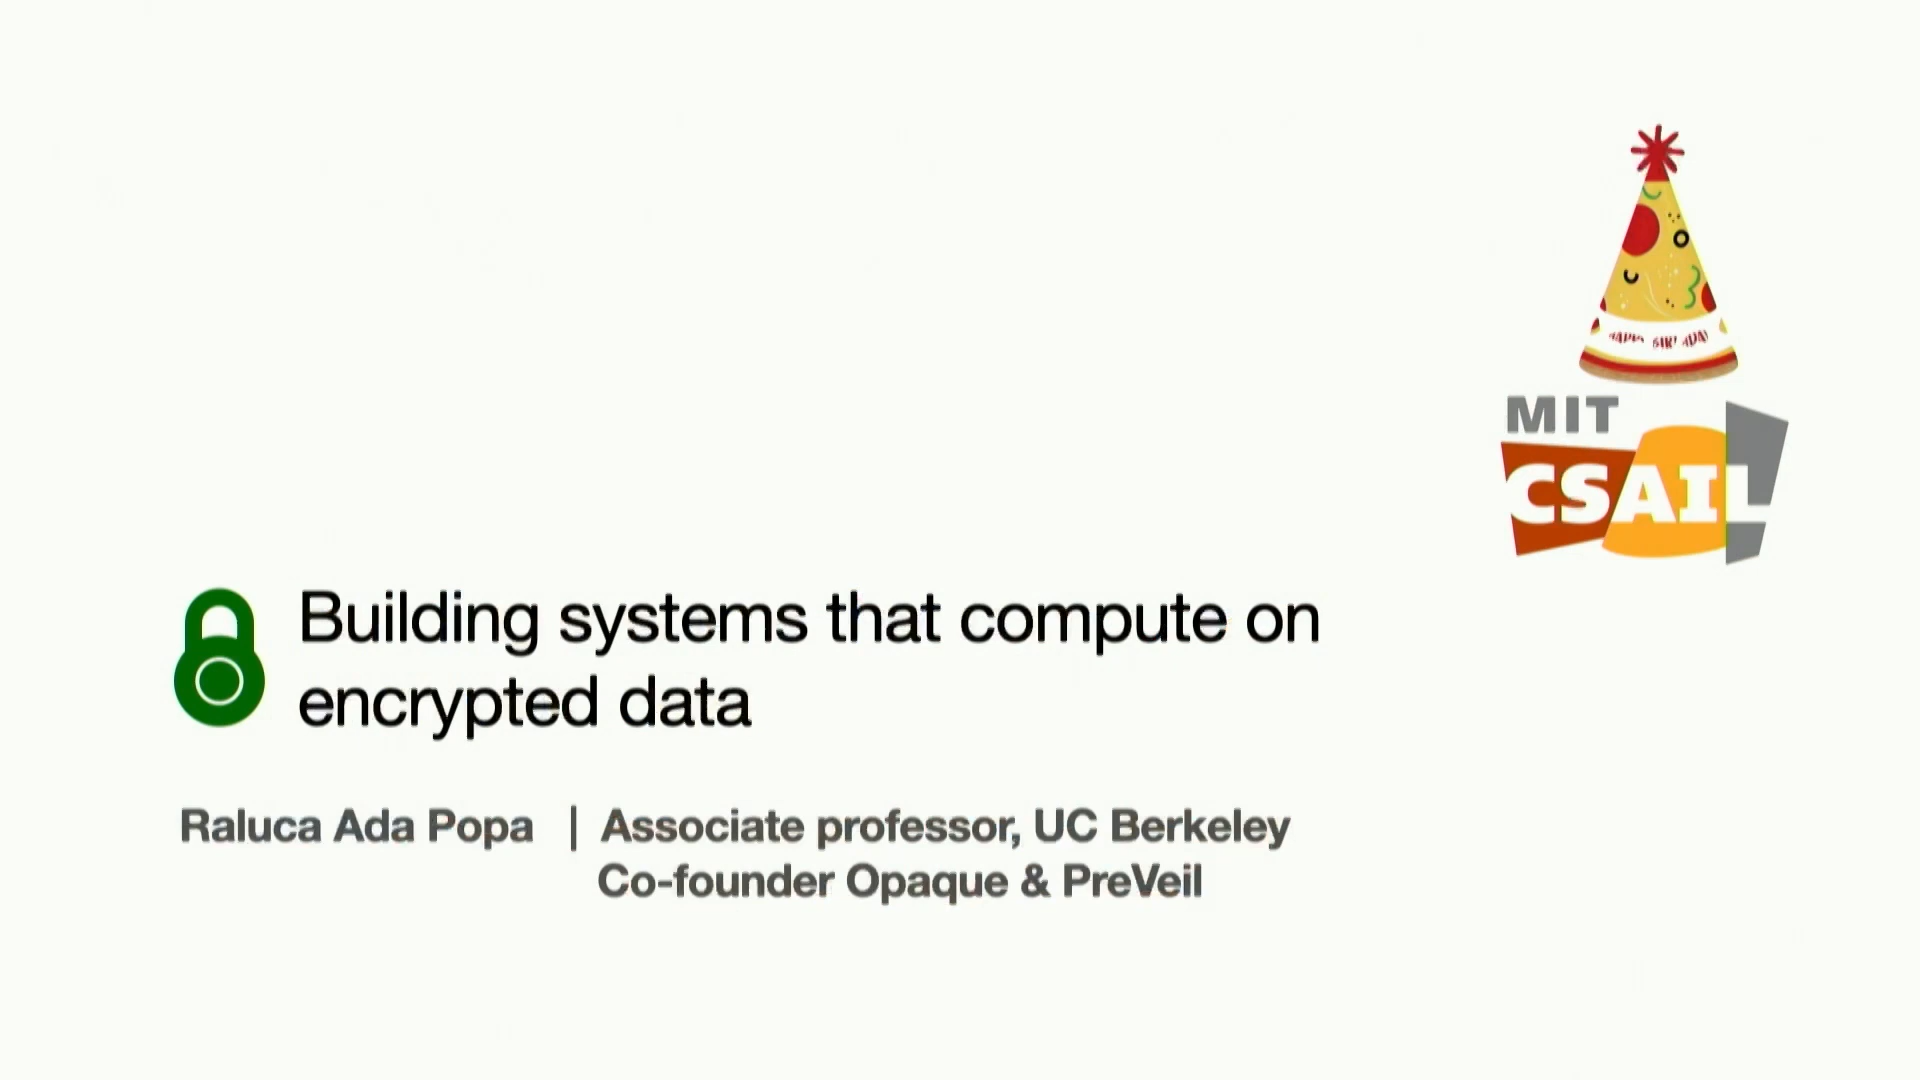 MIT
CSAIL
Building systems that compute on
encrypted data
Raluca Ada Popa | Associate professor, UC Berkeley
Co-founder Opaque & PreVeil